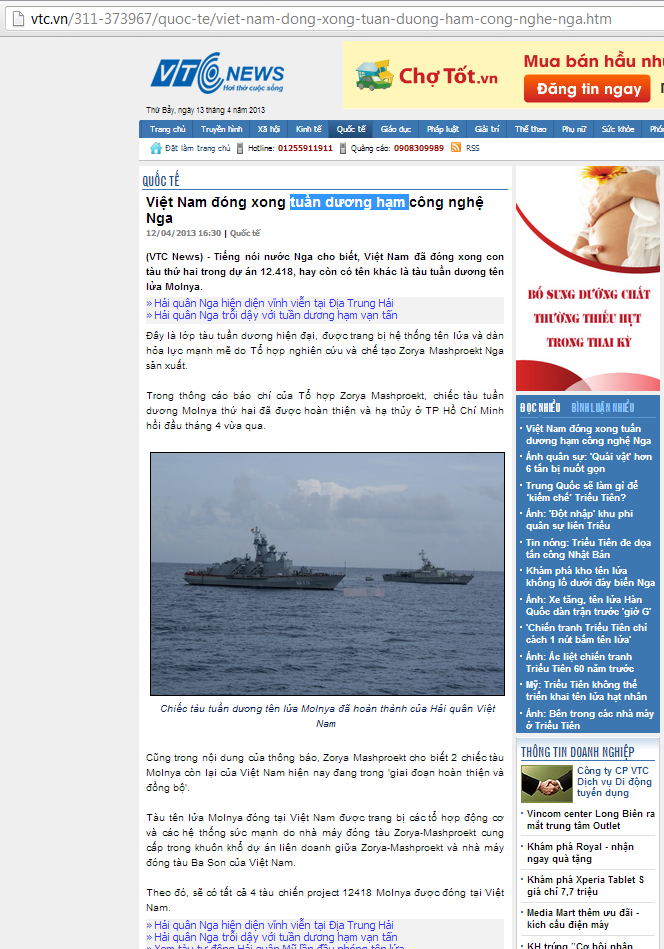 vtc.vn/311-373967/quoc-te/viet-nam-dong-xong-tuan-duong-ham-cong-nghe-nga.htm
VTC NEWS
Hơi thở cuộc sống
Chợ Tốt.vn
Mua bán hầu như
Đăng tin ngay
Thứ Bảy, ngày 13 tháng 4 năm 2013
Trang chủ Truyền hình Xã hội Kinh tế Quốc tế Giáo dục Pháp luật Giải trí Thể thao Phụ nữ Sức khỏe
Đặt làm trang chủ Hotline: 01255911911 Quảng cáo: 0908309989 RSS
QUỐC TẾ
Việt Nam đóng xong tuần dương hạm công nghệ
Nga
12/04/2013 16:30 | Quốc tế
(VTC News) - Tiếng nói nước Nga cho biết, Việt Nam đã đóng xong con
tàu thứ hai trong dự án 12.418, hay còn có tên khác là tàu tuần dương tên
lửa Molnya.
» Hải quân Nga hiện diện vĩnh viễn tại Địa Trung Hải
» Hải quân Nga trỗi dậy với tuần dương hạm vạn tấn
Đây là lớp tàu tuần dương hiện đại, được trang bị hệ thống tên lửa và dàn
hỏa lực mạnh mẽ do Tổ hợp nghiên cứu và chế tạo Zorya Mashproekt Nga
sản xuất.
Trong thông cáo báo chí của Tổ hợp Zorya Mashproekt, chiếc tàu tuần
dương Molnya thứ hai đã được hoàn thiện và hạ thủy ở TP Hồ Chí Minh
hồi đầu tháng 4 vừa qua.
Chiếc tàu tuần dương tên lửa Molnya đã hoàn thành của Hải quân Việt
Nam
Cũng trong nội dung của thông báo, Zorya Mashproekt cho biết 2 chiếc tàu
Molnya còn lại của Việt Nam hiện nay đang trong 'giai đoạn hoàn thiện và
đồng bộ'.
Tàu tên lửa Molnya đóng tại Việt Nam được trang bị các tổ hợp động cơ
và các hệ thống sức mạnh do nhà máy đóng tàu Zorya-Mashproekt cung
cấp trong khuôn khổ dự án liên doanh giữa Zorya-Mashproekt và nhà máy
đóng tàu Ba Son của Việt Nam.
Theo đó, sẽ có tất cả 4 tàu chiến project 12418 Molnya được đóng tại Việt
Nam.
» Hải quân Nga hiện diện vĩnh viễn tại Địa Trung Hải
» Hải quân Nga trỗi dậy với tuần dương hạm vạn tấn
BỔ SUNG DƯỠNG CHẤT
THƯỜNG THIẾU HỤT
TRONG THAI KỲ
ĐỌC NHIỀU BÌNH LUẬN NHIỀU
Việt Nam đóng xong tuần
dương hạm công nghệ Nga
Ảnh quân sự: 'Quái vật' hơn
6 tấn bị nuốt gọn
Trung Quốc sẽ làm gì để
'kiềm chế' Triều Tiên?
Ảnh: 'Đột nhập' khu phi
quân sự liên Triều
Tin nóng: Triều Tiên đe dọa
tấn công Nhật Bản
Khám phá kho tên lửa
khổng lồ dưới đáy biển Nga
Ảnh: Xe tăng, tên lửa Hàn
Quốc dàn trận trước 'giờ G'
'Chiến tranh Triều Tiên chỉ
cách 1 nút bấm tên lửa'
Ảnh: Ác liệt chiến tranh
Triều Tiên 60 năm trước
Mỹ: Triều Tiên không thể
triển khai tên lửa hạt nhân
Ảnh: Bên trong các nhà máy
ở Triều Tiên
THÔNG TIN DOANH NGHIỆP
Công ty CP VTC
Dịch vụ Di động
tuyển dụng
Vincom center Long Biên ra
mắt trung tâm Outlet
Khám phá Royal - nhận
ngay quà tặng
Khám phá Xperia Tablet S
giá chỉ 7,7 triệu
Media Mart thêm ưu đãi -
kích cầu điện máy
KH trúng "Cơ hội nhận